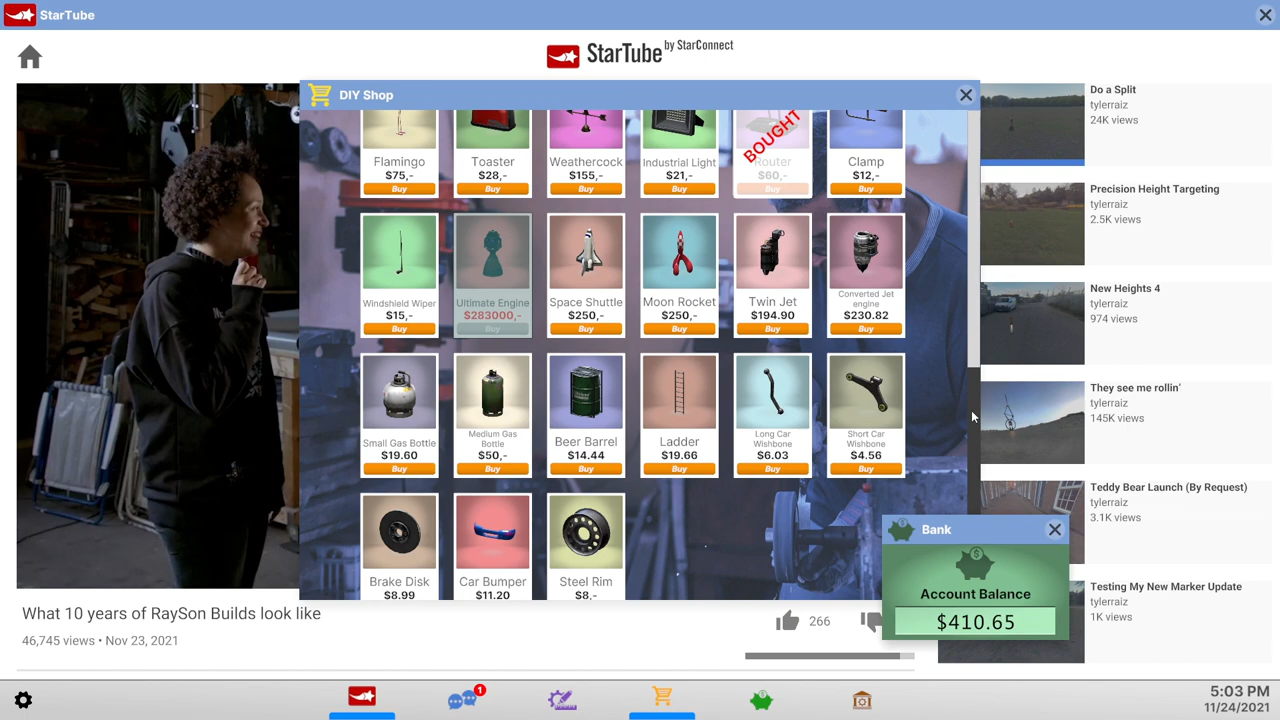 StarTube
StarTube by StarConnect
DIY Shop
Flamingo
$75,-
Buy
Toaster
$28,-
Buy
Weathercock
$155,-
Buy
Industrial Light
$21,-
Buy
BOUGHT
Router
$60,-
Buy
Clamp
$12,-
Buy
Windshield Wiper
$15,-
Buy
Ultimate Engine
$283000,-
Buy
Space Shuttle
$250,-
Buy
Moon Rocket
$250,-
Buy
Twin Jet
$194.90
Buy
Converted Jet
engine
$230.82
Buy
Small Gas Bottle
$19.60
Buy
Medium Gas
Bottle
$50,-
Buy
Beer Barrel
$14.44
Buy
Ladder
$19.66
Buy
Long Car
Wishbone
$6.03
Buy
Short Car
Wishbone
$4.56
Buy
Brake Disk
$8.99
Car Bumper
$11.20
Steel Rim
$8,-
Do a Split
tylerraiz
24K views
Precision Height Targeting
tylerraiz
2.5K views
New Heights 4
tylerraiz
974 views
They see me rollin'
tylerraiz
145K views
Teddy Bear Launch (By Request)
tylerraiz
3.1K views
Testing My New Marker Update
tylerraiz
1K views
Bank
Account Balance
$410.65
What 10 years of RaySon Builds look like
46,745 views • Nov 23, 2021
266
1
5:03 PM
11/24/2021